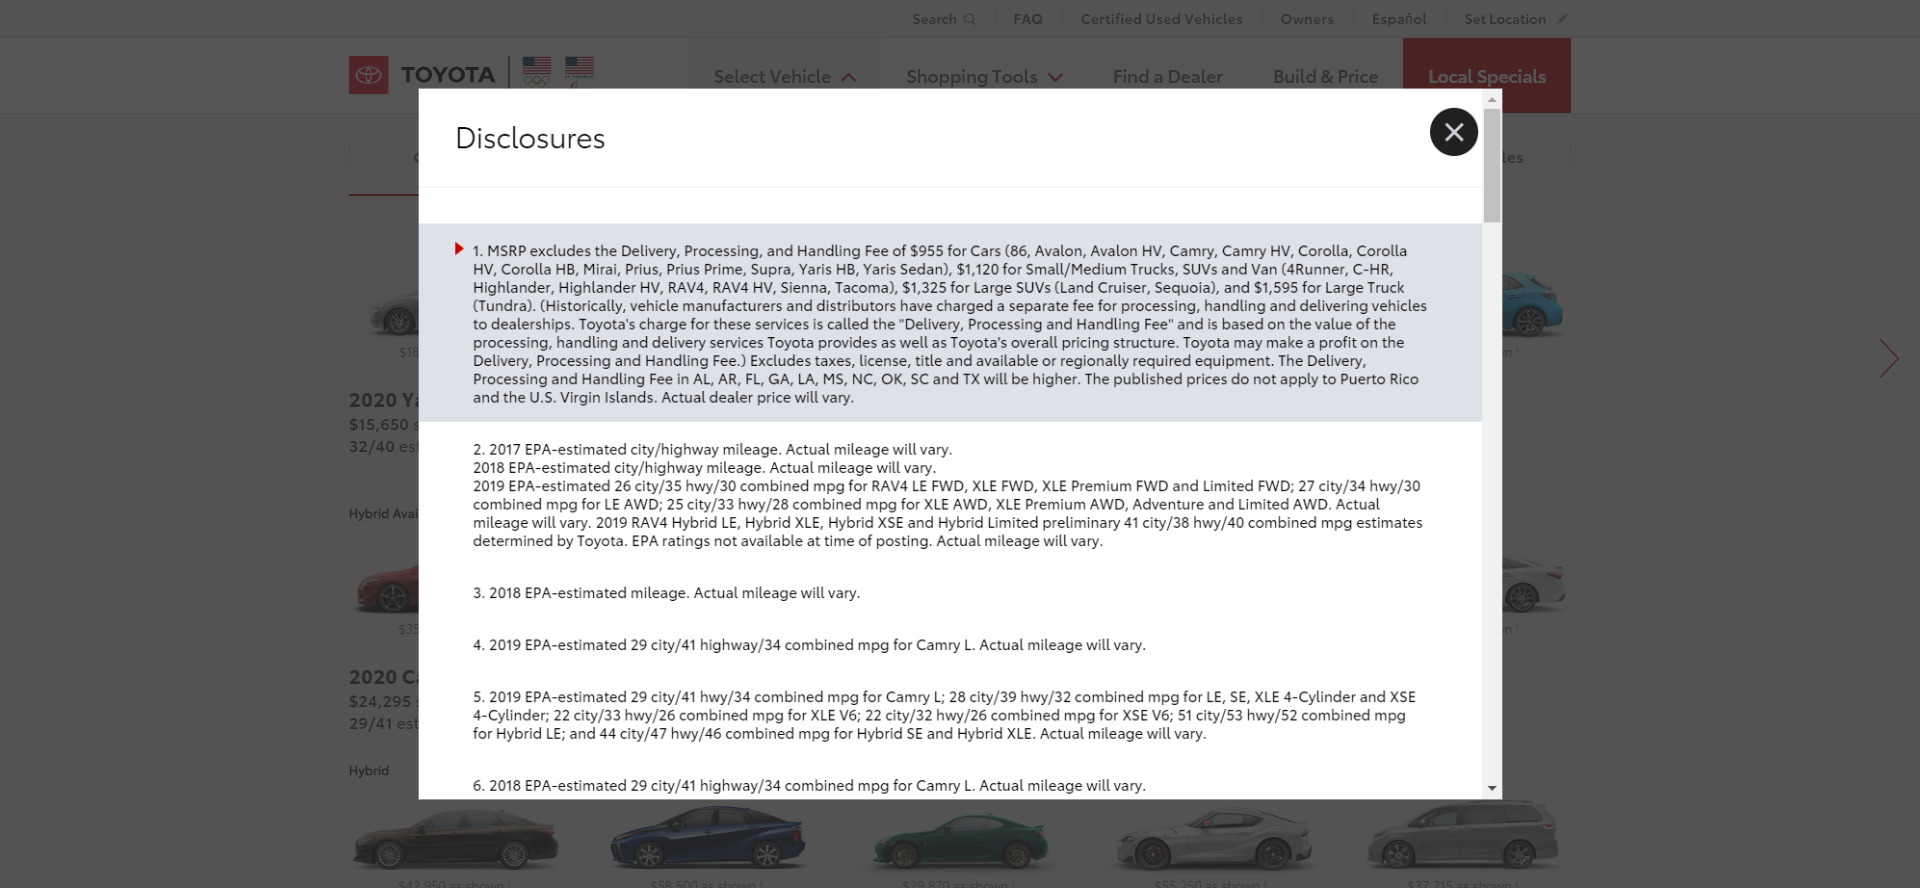 Search
FAQ
Certified Used Vehicles
Owners
Español
Set Location
TOYOTA
Select Vehicle
Shopping Tools
Find a Dealer
Build & Price
Local Specials
Disclosures
1. MSRP excludes the Delivery, Processing, and Handling Fee of $955 for Cars (86, Avalon, Avalon HV, Camry, Camry HV, Corolla, Corolla
HV, Corolla HB, Mirai, Prius, Prius Prime, Supra, Yaris HB, Yaris Sedan), $1,120 for Small/Medium Trucks, SUVs and Van (4Runner, C-HR,
Highlander, Highlander HV, RAV4, RAV4 HV, Sienna, Tacoma), $1,325 for Large SUVs (Land Cruiser, Sequoia), and $1,595 for Large Truck
(Tundra). (Historically, vehicle manufacturers and distributors have charged a separate fee for processing, handling and delivering vehicles
to dealerships. Toyota's charge for these services is called the "Delivery, Processing and Handling Fee" and is based on the value of the
processing, handling and delivery services Toyota provides as well as Toyota's overall pricing structure. Toyota may make a profit on the
Delivery, Processing and Handling Fee.) Excludes taxes, license, title and available or regionally required equipment. The Delivery,
Processing and Handling Fee in AL, AR, FL, GA, LA, MS, NC, OK, SC and TX will be higher. The published prices do not apply to Puerto Rico
and the U.S. Virgin Islands. Actual dealer price will vary.
2. 2017 EPA-estimated city/highway mileage. Actual mileage will vary.
2018 EPA-estimated city/highway mileage. Actual mileage will vary.
2019 EPA-estimated 26 city/35 hwy/30 combined mpg for RAV4 LE FWD, XLE FWD, XLE Premium FWD and Limited FWD; 27 city/34 hwy/30
combined mpg for LE AWD; 25 city/33 hwy/28 combined mpg for XLE AWD, XLE Premium AWD, Adventure and Limited AWD. Actual
mileage will vary. 2019 RAV4 Hybrid LE, Hybrid XLE, Hybrid XSE and Hybrid Limited preliminary 41 city/38 hwy/40 combined mpg estimates
determined by Toyota. EPA ratings not available at time of posting. Actual mileage will vary.
3. 2018 EPA-estimated mileage. Actual mileage will vary.
4. 2019 EPA-estimated 29 city/41 highway/34 combined mpg for Camry L. Actual mileage will vary.
5. 2019 EPA-estimated 29 city/41 hwy/34 combined mpg for Camry L; 28 city/39 hwy/32 combined mpg for LE, SE, XLE 4-Cylinder and XSE
4-Cylinder; 22 city/33 hwy/26 combined mpg for XLE V6; 22 city/32 hwy/26 combined mpg for XSE V6; 51 city/53 hwy/52 combined mpg
for Hybrid LE; and 44 city/47 hwy/46 combined mpg for Hybrid SE and Hybrid XLE. Actual mileage will vary.
6. 2018 EPA-estimated 29 city/41 highway/34 combined mpg for Camry L. Actual mileage will vary.
2020
$15,650
32/40
Hybrid
2020
$24,295
29/41
Hybrid
$42,950 as shown
$58,500 as shown
$29,870 as shown
$55,250 as shown
$37,715 as shown